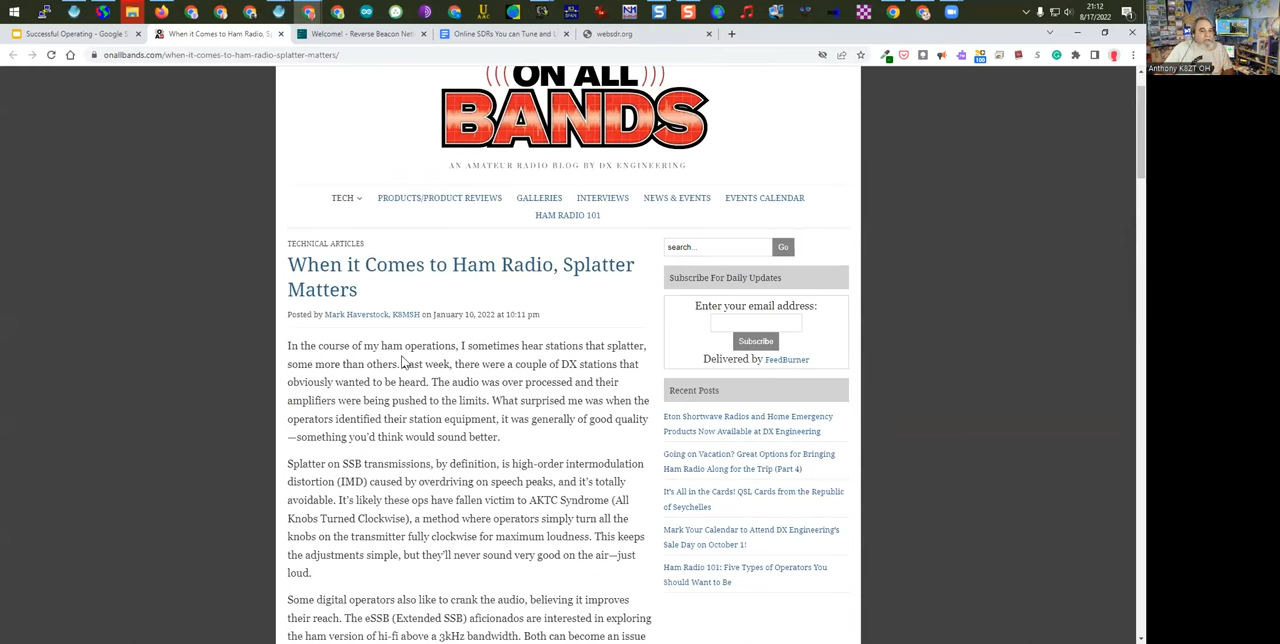 21:12
8/17/2022
Anthony K8ZT OH
Successful Operating - Google S
When it Comes to Ham Radio, Sp
Welcome! - Reverse Beacon Net
Online SDRs You can Tune and L
websdr.org
onallbands.com/when-it-comes-to-ham-radio-splatter-matters/
ON ALL
BANDS
AN AMATEUR RADIO BLOG BY DX ENGINEERING
TECH
PRODUCTS/PRODUCT REVIEWS
GALLERIES
INTERVIEWS
NEWS & EVENTS
EVENTS CALENDAR
HAM RADIO 101
TECHNICAL ARTICLES
When it Comes to Ham Radio, Splatter
Matters
Posted by Mark Haverstock, K8MSH on January 10, 2022 at 10:11 pm
In the course of my ham operations, I sometimes hear stations that splatter,
some more than others. Last week, there were a couple of DX stations that
obviously wanted to be heard. The audio was over processed and their
amplifiers were being pushed to the limits. What surprised me was when the
operators identified their station equipment, it was generally of good quality
—something you'd think would sound better.
Splatter on SSB transmissions, by definition, is high-order intermodulation
distortion (IMD) caused by overdriving on speech peaks, and it's totally
avoidable. It's likely these ops have fallen victim to AKTC Syndrome (All
Knobs Turned Clockwise), a method where operators simply turn all the
knobs on the transmitter fully clockwise for maximum loudness. This keeps
the adjustments simple, but they'll never sound very good on the air—just
loud.
Some digital operators also like to crank the audio, believing it improves
their reach. The eSSB (Extended SSB) aficionados are interested in exploring
the ham version of hi-fi above a 3kHz bandwidth. Both can become an issue
search...
Go
Subscribe For Daily Updates
Enter your email address:
Subscribe
Delivered by FeedBurner
Recent Posts
Eton Shortwave Radios and Home Emergency
Products Now Available at DX Engineering
Going on Vacation? Great Options for Bringing
Ham Radio Along for the Trip (Part 4)
It's All in the Cards! QSL Cards from the Republic
of Seychelles
Mark Your Calendar to Attend DX Engineering's
Sale Day on October 1!
Ham Radio 101: Five Types of Operators You
Should Want to Be